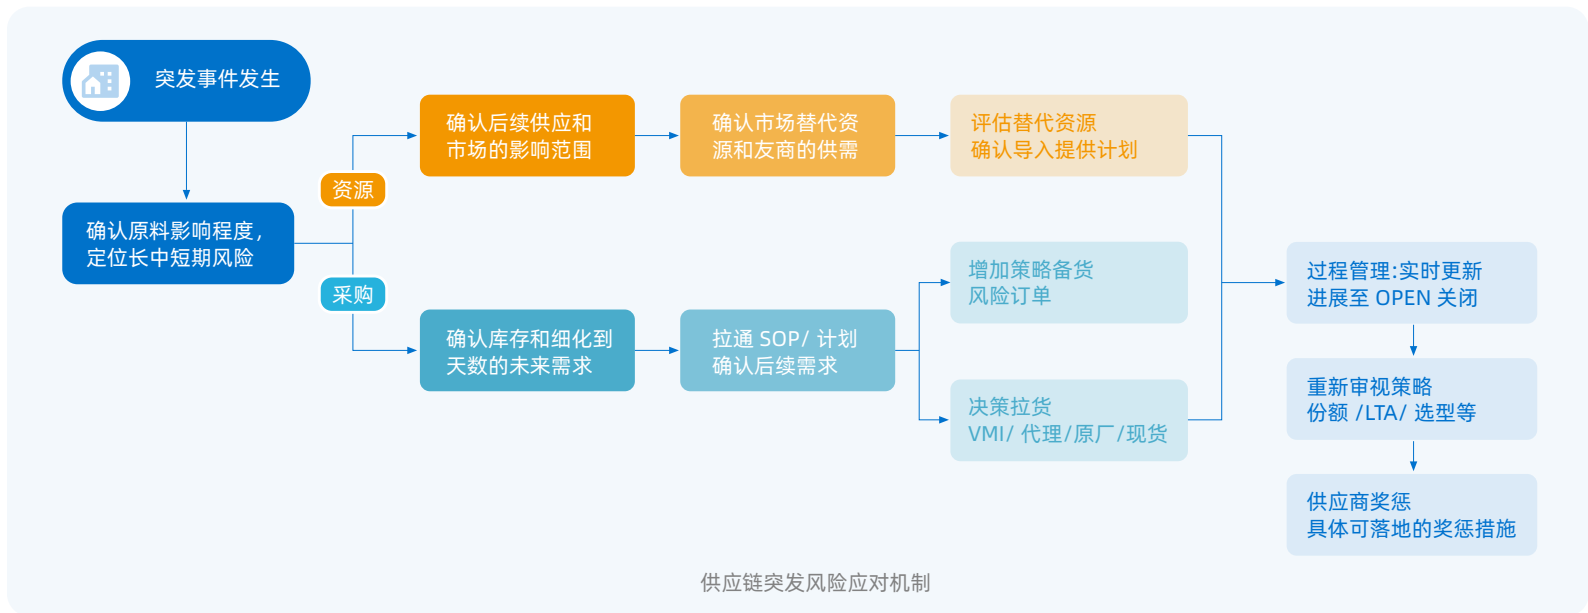 突发事件发生
确认原料影响程度，
定位长中短期风险
资源
确认后续供应和
市场的影响范围
确认市场替代资
源和友商的供需
评估替代资源
确认导入提供计划
采购
确认库存和细化到
天数的未来需求
拉通 SOP/ 计划
确认后续需求
增加策略备货
风险订单
决策拉货
VMI/ 代理/原厂/现货
过程管理:实时更新
进展至 OPEN 关闭
重新审视策略
份额 /LTA/ 选型等
供应商奖惩
具体可落地的奖惩措施
供应链突发风险应对机制